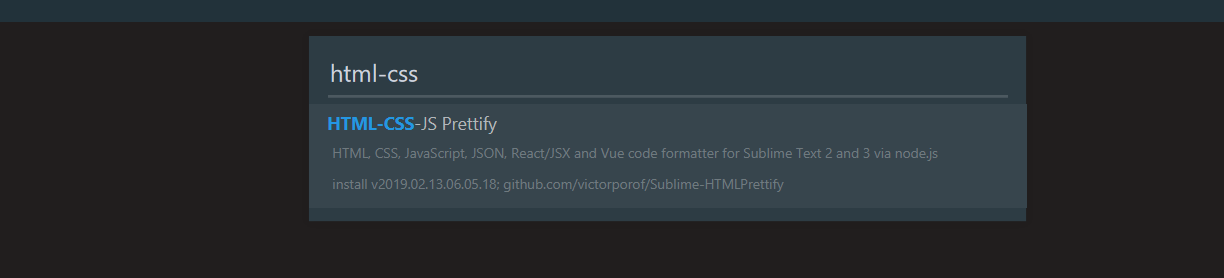 html-css
HTML-CSS-JS Prettify
HTML, CSS, JavaScript, JSON, React/JSX and Vue code formatter for Sublime Text 2 and 3 via node.js
install v2019.02.13.06.05.18; github.com/victorporof/Sublime-HTMLPrettify